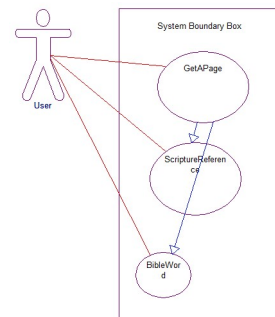 System Boundary Box
GetAPage
User
ScriptureReferen
ce
BibleWor
d